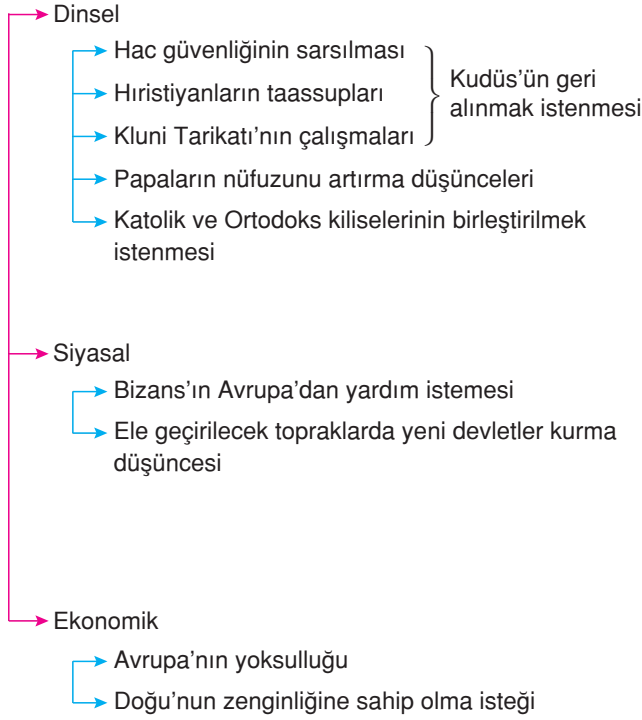 Dinsel
Hac güvenliğinin sarsılması
Hıristiyanların taassupları
Kluni Tarikatı’nın çalışmaları
Kudüs’ün geri
alınmak istenmesi
Papaların nüfuzunu artırma düşünceleri
Katolik ve Ortodoks kiliselerinin birleştirilmek
istenmesi
Siyasal
Bizans’ın Avrupa’dan yardım istemesi
Ele geçirilecek topraklarda yeni devletler kurma
düşüncesi
Ekonomik
Avrupa’nın yoksulluğu
Doğu’nun zenginliğine sahip olma isteği